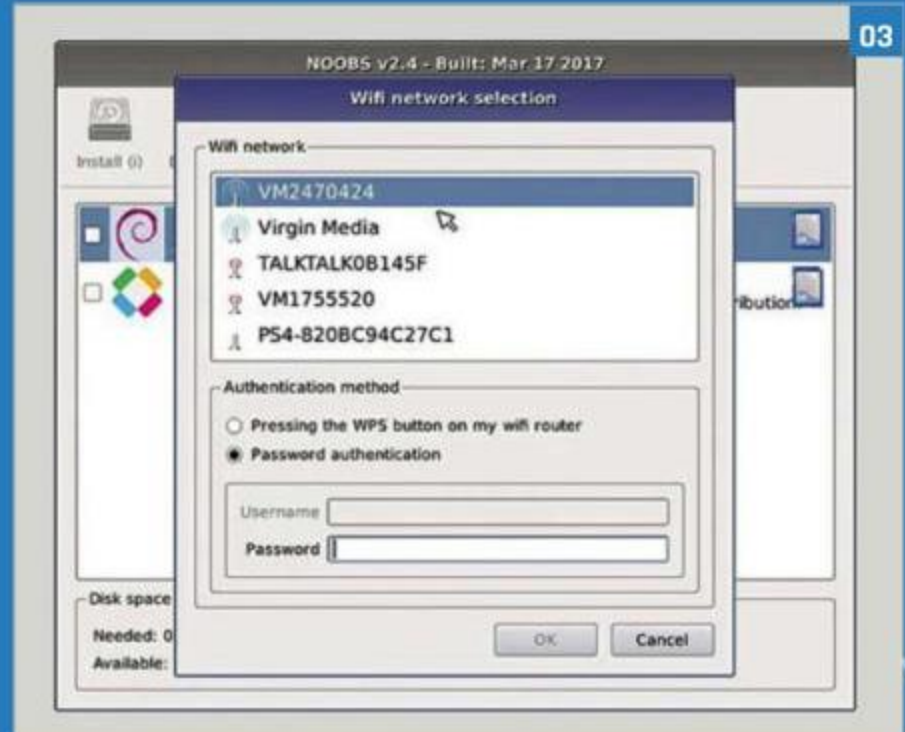 03
NOOBS v2.4 - Built: Mar 17 2017
Wifi network selection
Install (i)
Wifi network
VM2470424
Virgin Media
TALKTALK0B145F
VM1755520
PS4-820BC94C27C1
ribution
Authentication method
Pressing the WPS button on my wifi router
Password authentication
Username
Password
Disk space
Needed: 0
Available:
OK
Cancel